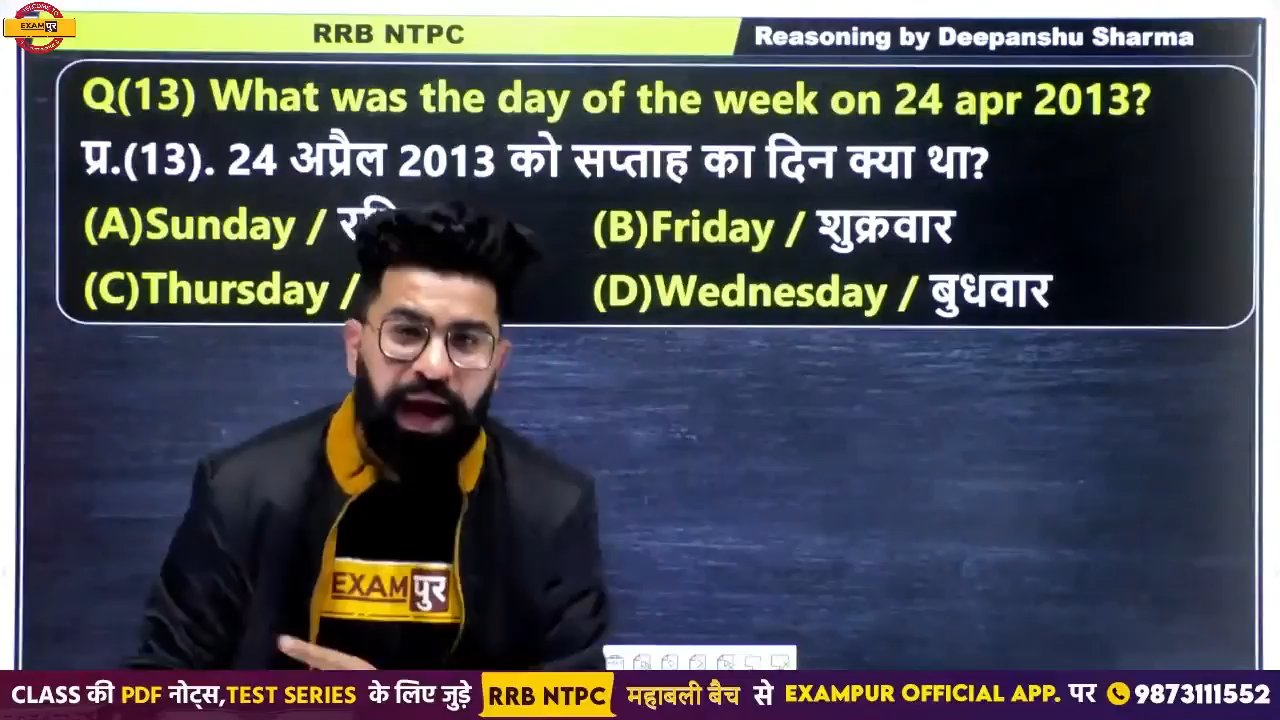 WELCOME TO
EXAMपुर
RRB NTPC
Reasoning by Deepanshu Sharma
Q(13) What was the day of the week on 24 apr 2013?
प्र.(13). 24 अप्रैल 2013 को सप्ताह का दिन क्या था?
(A)Sunday /
(B)Friday / शुक्रवार
(C)Thursday /
(D)Wednesday / बुधवार
EXAMपुर
CLASS की PDF नोट्स,TEST SERIES के लिए जुड़े RRB NTPC महाबली बैच से EXAMPUR OFFICIAL APP. पर 9873111552